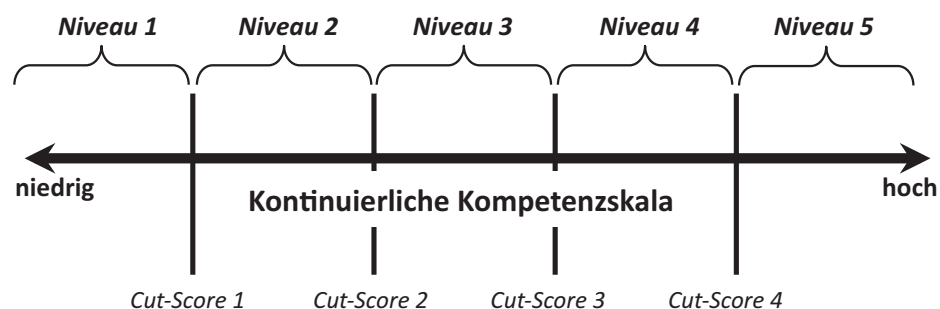 Niveau 1 Niveau 2 Niveau 3 Niveau 4 Niveau 5
niedrig hoch
Kontinuierliche Kompetenzskala
Cut-Score 1 Cut-Score 2 Cut-Score 3 Cut-Score 4